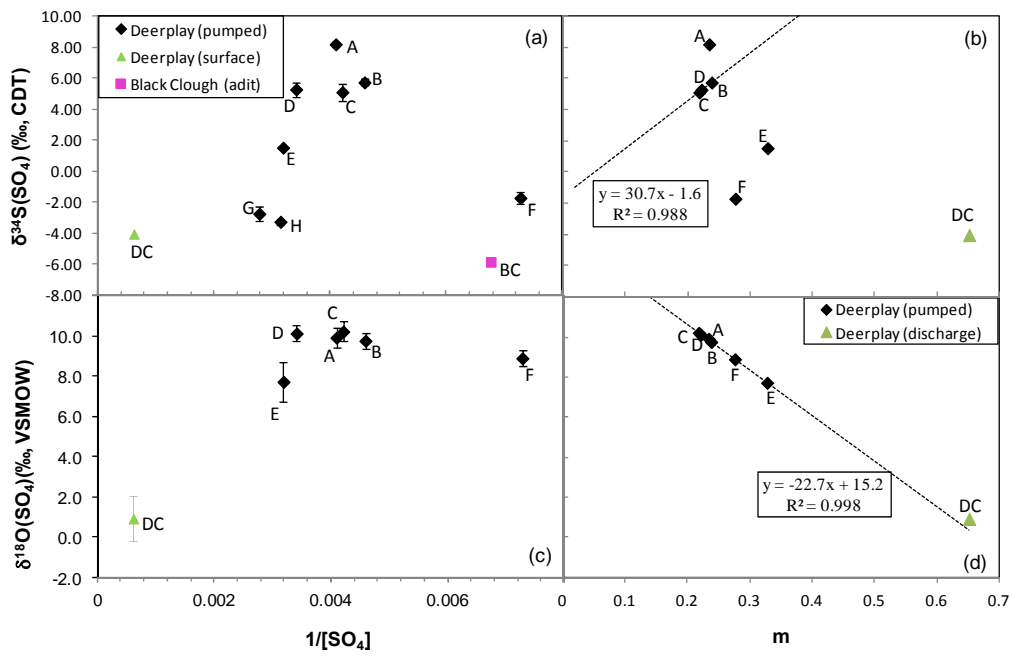 10.00
8.00
6.00
4.00
2.00
0.00
-2.00
-4.00
-6.00
-8.00
δ³⁴S(SO₄) (‰, CDT)
Deerplay (pumped)
Deerplay (surface)
Black Clough (adit)
(a)
A
B
D
C
E
G
H
F
DC
BC
(b)
A
D
B
C
E
F
DC
y = 30.7x - 1.6
R² = 0.988
10.0
8.0
6.0
4.0
2.0
0.0
-2.0
δ¹⁸O(SO₄)(‰, VSMOW)
C
D
A
B
E
F
DC
(c)
0
0.002
0.004
0.006
1/[SO₄]
Deerplay (pumped)
Deerplay (discharge)
C
A
D
B
F
E
y = -22.7x + 15.2
R² = 0.998
DC
(d)
0
0.1
0.2
0.3
0.4
0.5
0.6
0.7
m